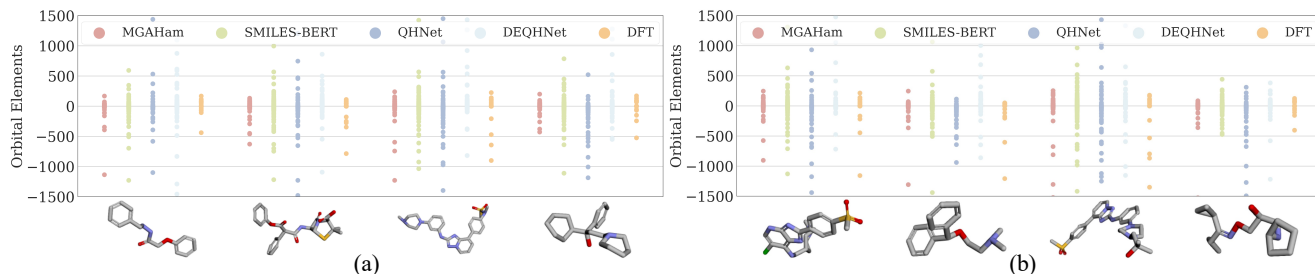 1500
1000
500
0
−500
−1000
1500
Orbital Elements
MGAHam SMILES-BERT QHNet DEQHNet DFT
(a)
1500
1000
500
0
−500
−1000
1500
Orbital Elements
MGAHam SMILES-BERT QHNet DEQHNet DFT
(b)